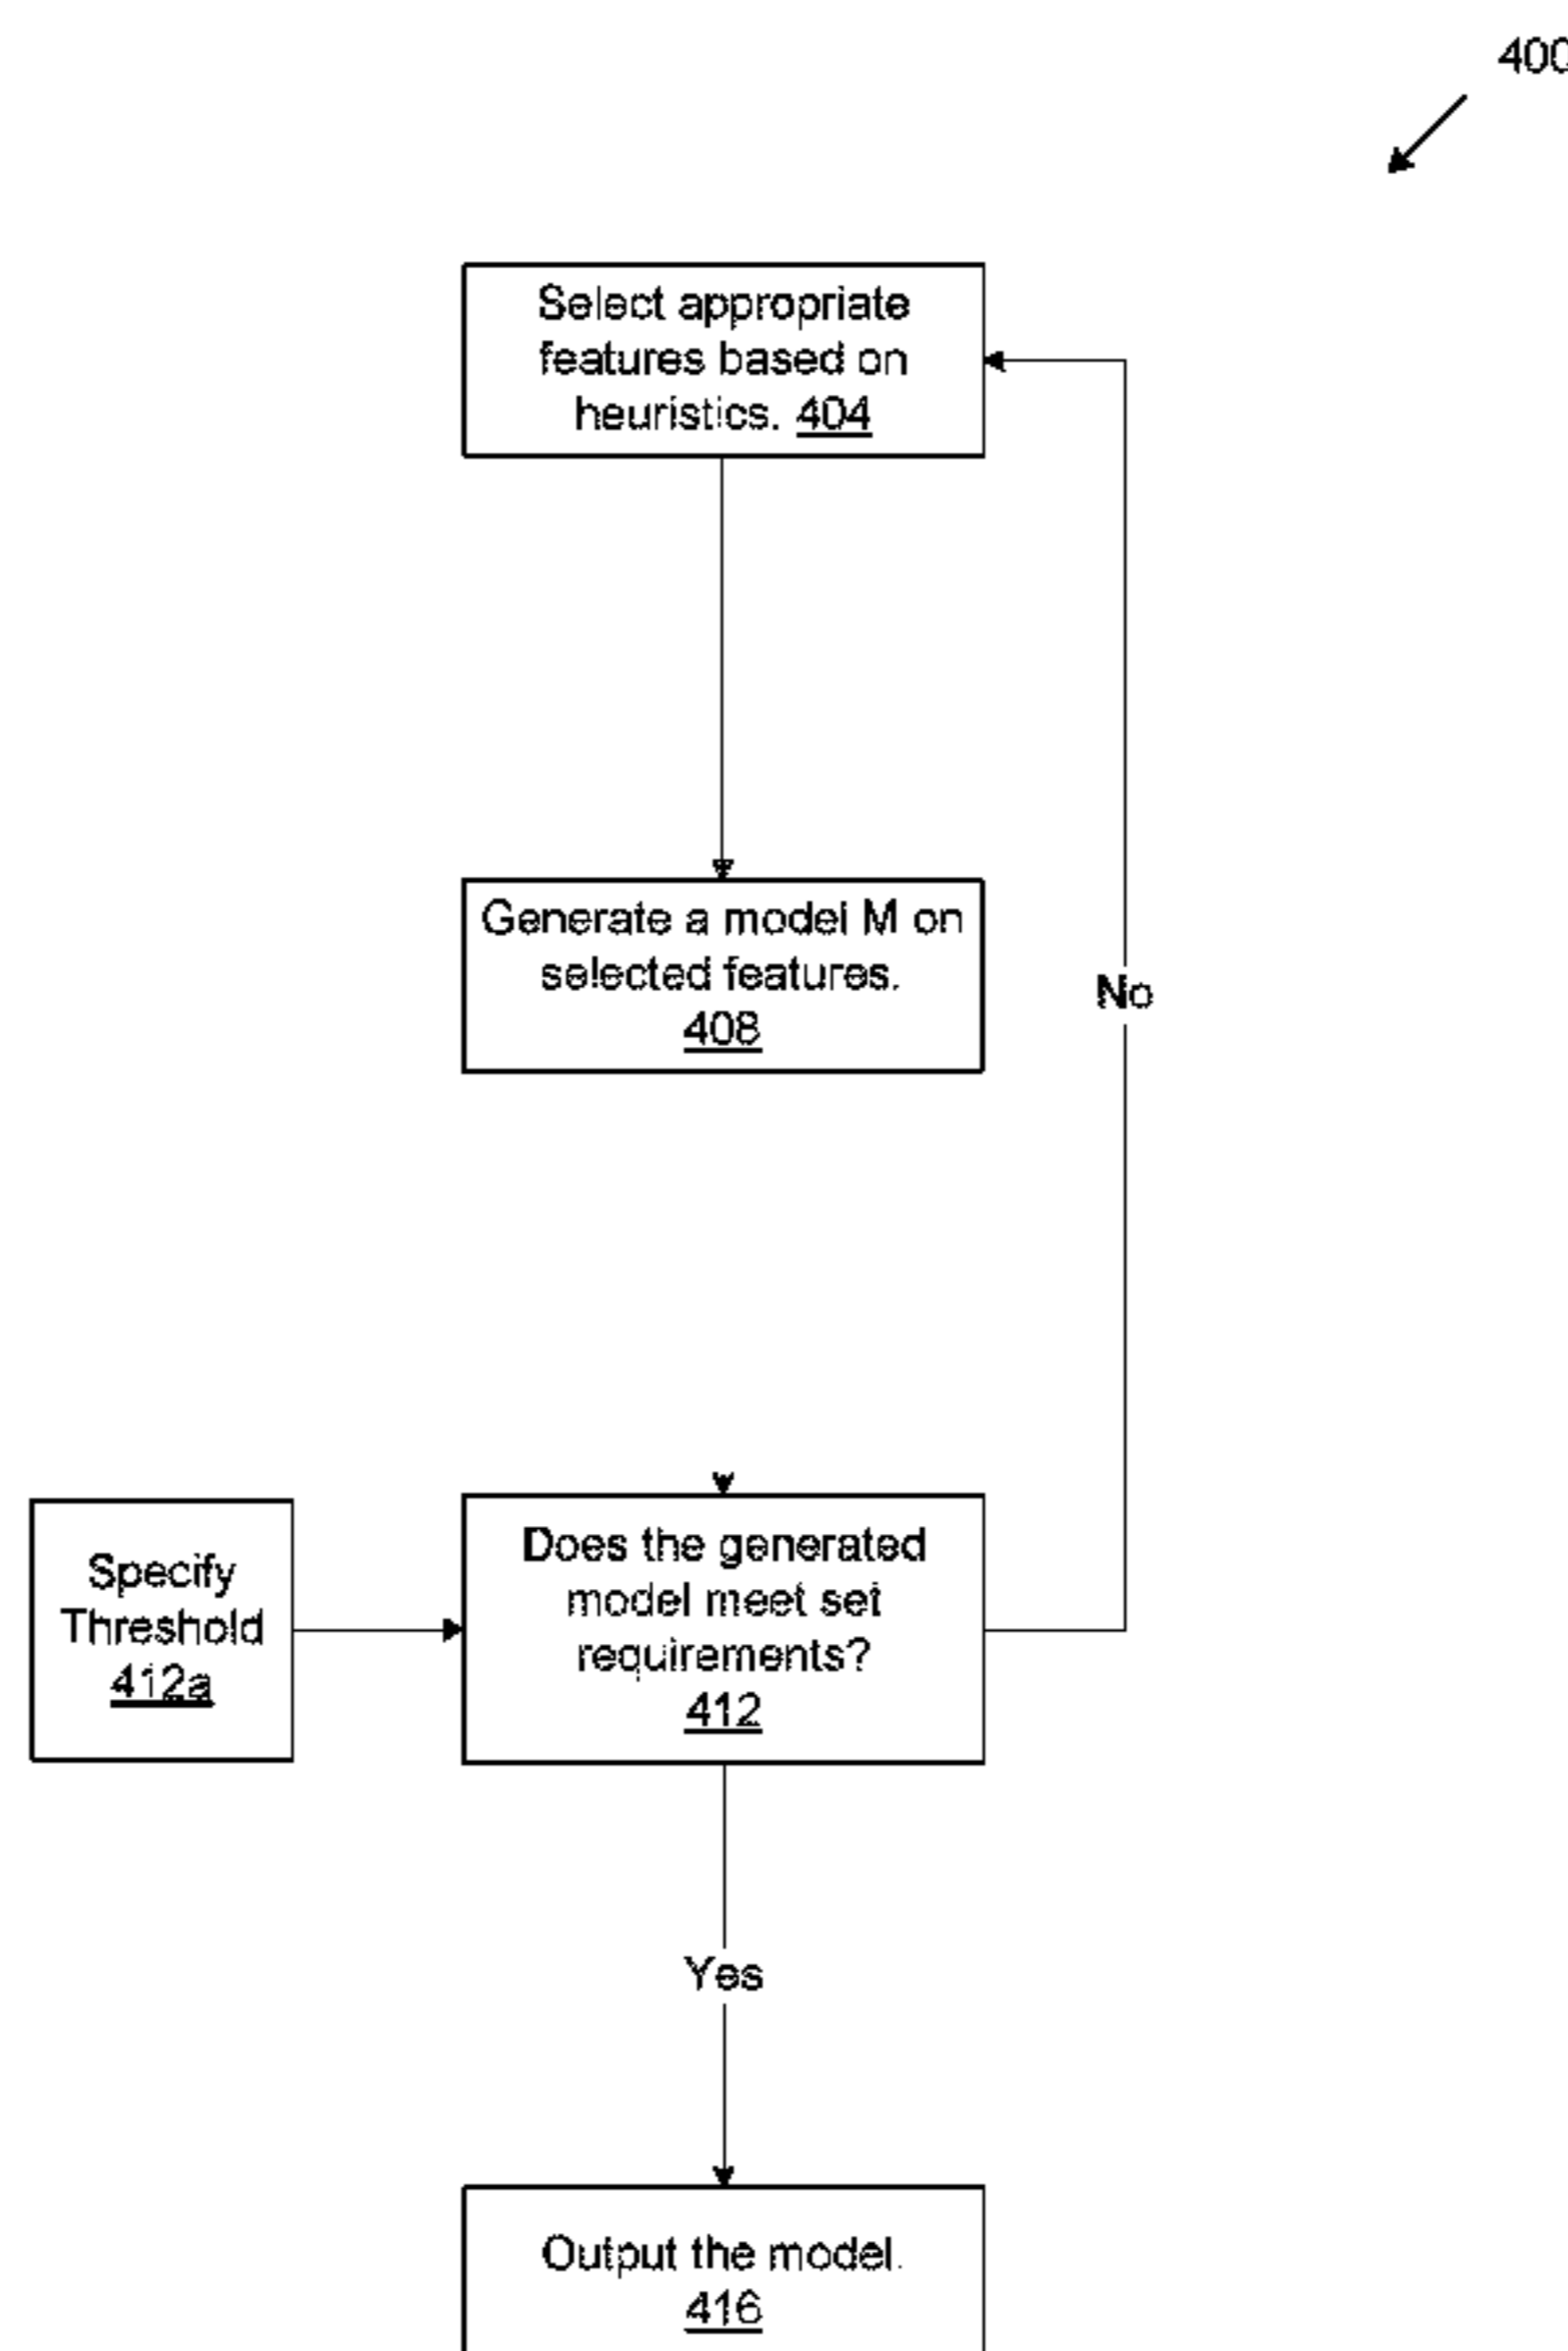 400
Select appropriate
features based on
heuristics. 404
Generate a model M on
selected features.
408
No
Specify
Threshold
412a
Does the generated
model meet set
requirements?
412
Yes
Output the model.
416